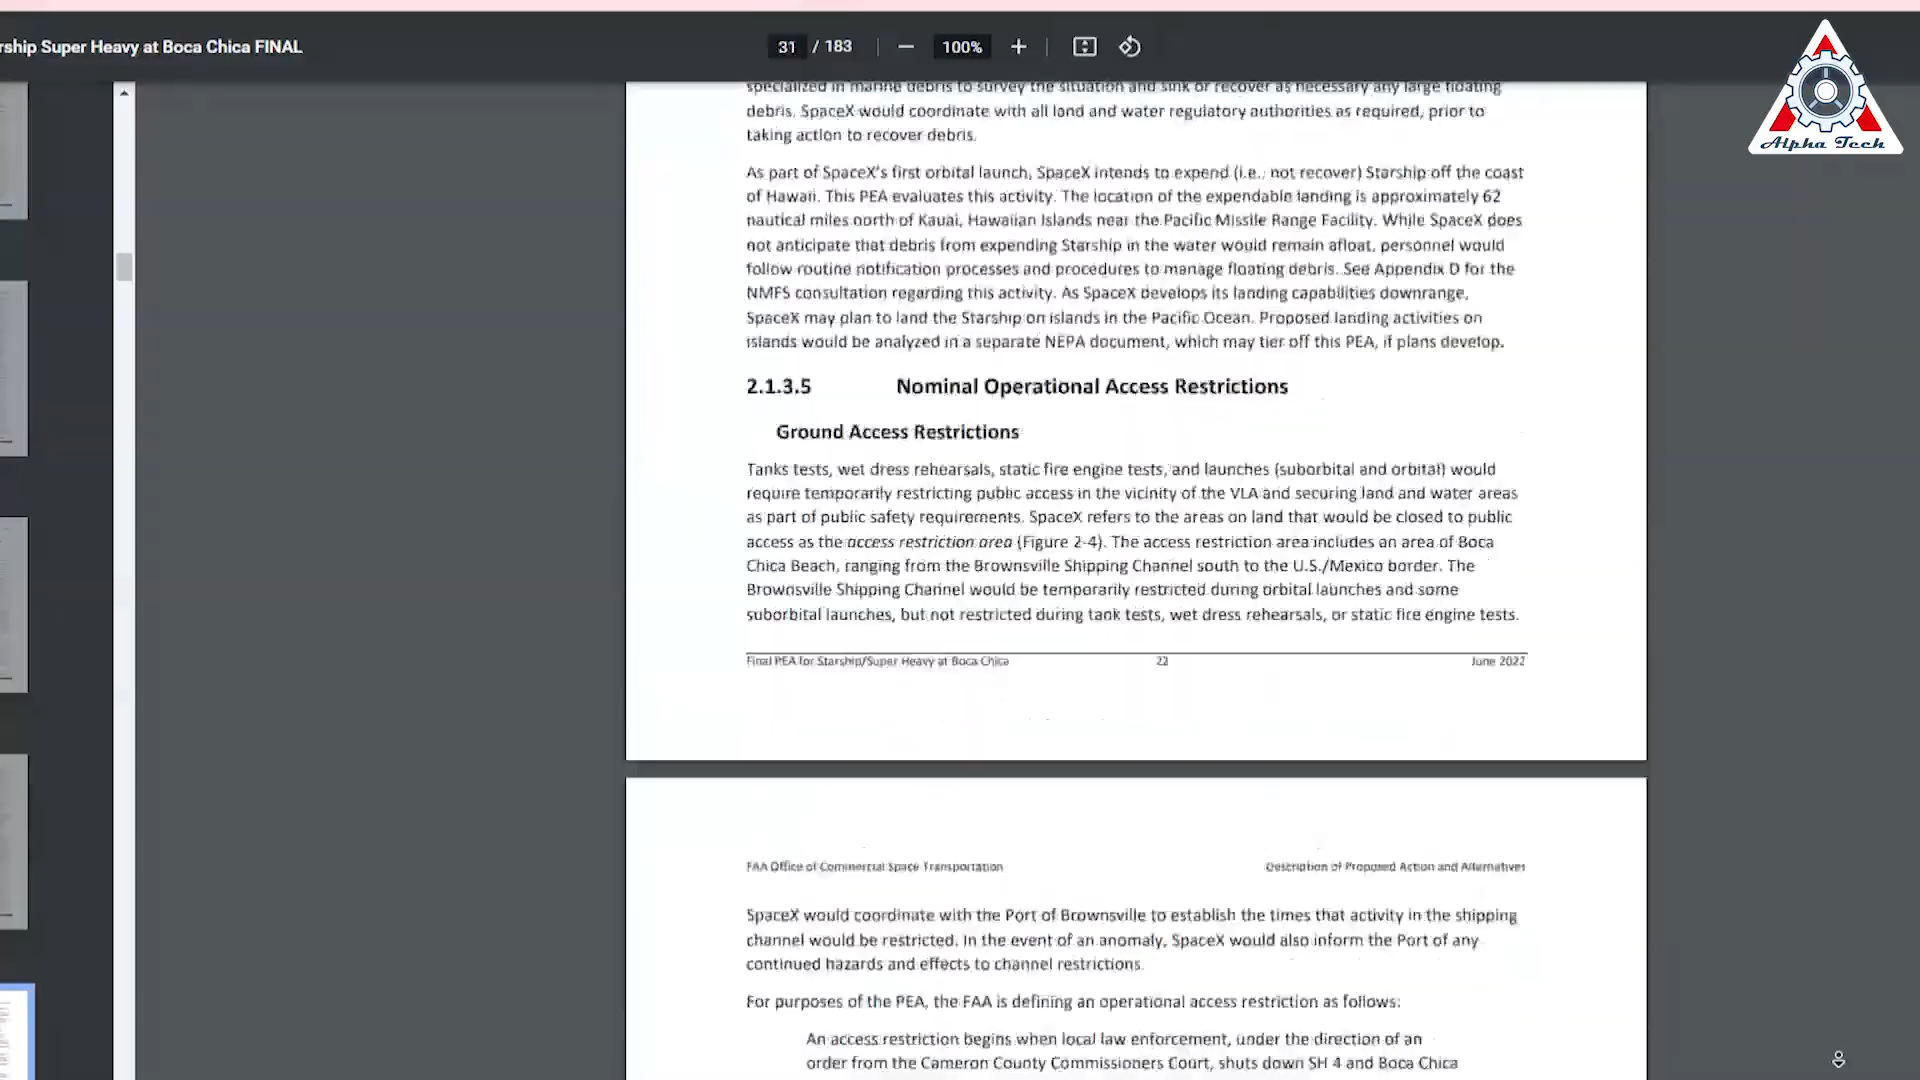 rship Super Heavy at Boca Chica FINAL
31 / 183
100%
Alpha Tech
specialized in marine debris to survey the situation and sink or recover as necessary any large floating
debris. SpaceX would coordinate with all land and water regulatory authorities as required, prior to
taking action to recover debris.
As part of SpaceX's first orbital launch, SpaceX intends to expend (i.e., not recover) Starship off the coast
of Hawaii. This PEA evaluates this activity. The location of the expendable landing is approximately 62
nautical miles north of Kauai, Hawaiian Islands near the Pacific Missile Range Facility. While SpaceX does
not anticipate that debris from expending Starship in the water would remain afloat, personnel would
follow routine notification processes and procedures to manage floating debris. See Appendix D for the
NMFS consultation regarding this activity. As SpaceX develops its landing capabilities downrange,
SpaceX may plan to land the Starship on islands in the Pacific Ocean. Proposed landing activities on
islands would be analyzed in a separate NEPA document, which may tier off this PEA, if plans develop.
2.1.3.5 Nominal Operational Access Restrictions
Ground Access Restrictions
Tanks tests, wet dress rehearsals, static fire engine tests, and launches (suborbital and orbital) would
require temporarily restricting public access in the vicinity of the VLA and securing land and water areas
as part of public safety requirements. SpaceX refers to the areas on land that would be closed to public
access as the access restriction area (Figure 2-4). The access restriction area includes an area of Boca
Chica Beach, ranging from the Brownsville Shipping Channel south to the U.S./Mexico border. The
Brownsville Shipping Channel would be temporarily restricted during orbital launches and some
suborbital launches, but not restricted during tank tests, wet dress rehearsals, or static fire engine tests.
Final PEA for Starship/Super Heavy at Boca Chica 22 June 2022
FAA Office of Commercial Space Transportation Description of Proposed Action and Alternatives
SpaceX would coordinate with the Port of Brownsville to establish the times that activity in the shipping
channel would be restricted. In the event of an anomaly, SpaceX would also inform the Port of any
continued hazards and effects to channel restrictions.
For purposes of the PEA, the FAA is defining an operational access restriction as follows:
An access restriction begins when local law enforcement, under the direction of an
order from the Cameron County Commissioners Court, shuts down SH 4 and Boca Chica